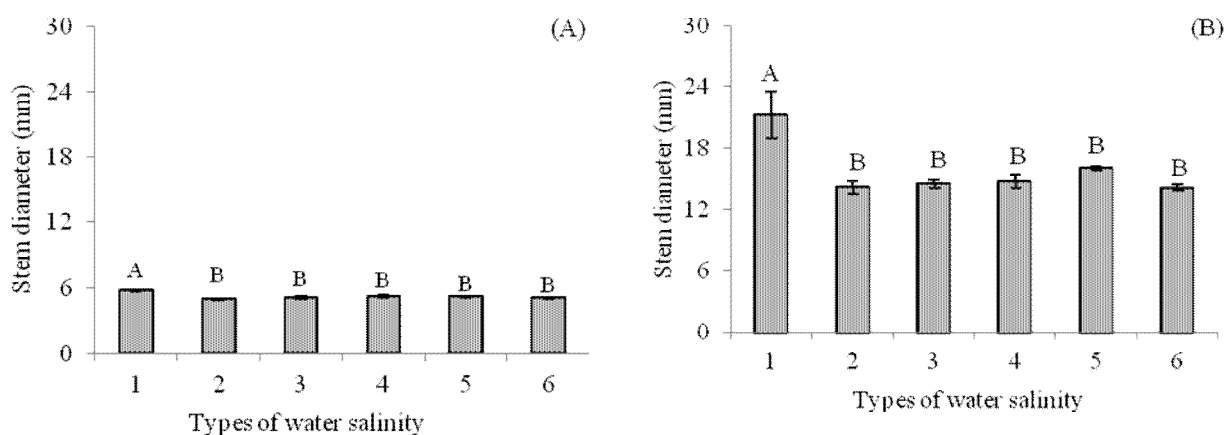 (A)
Stem diameter (mm)
30
24
18
12
6
0
A B B B B B
1 2 3 4 5 6
Types of water salinity
(B)
Stem diameter (mm)
30
24
18
12
6
0
A
B B B B B
1 2 3 4 5 6
Types of water salinity